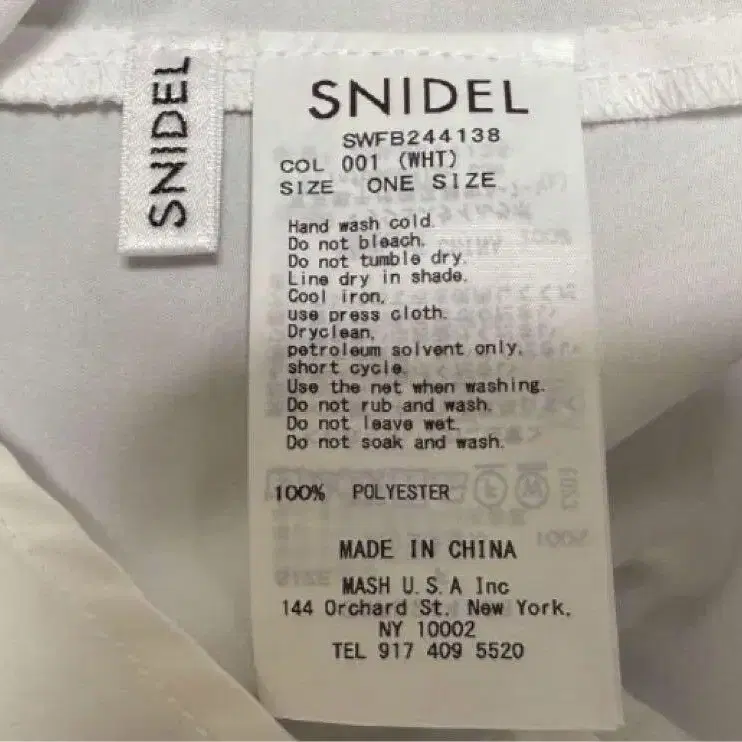 SNIDEL
SNIDEL
SWFB244138
COL 001 (WHT)
SIZE ONE SIZE
Hand wash cold.
Do not bleach.
Do not tumble dry.
Line dry in shade.
Cool iron,
use press cloth.
Dryclean,
petroleum solvent only,
short cycle.
Use the net when washing.
Do not rub and wash.
Do not leave wet.
Do not soak and wash.
100% POLYESTER
MADE IN CHINA
MASH U.S.A Inc
144 Orchard St. New York,
NY 10002
TEL 917 409 5520